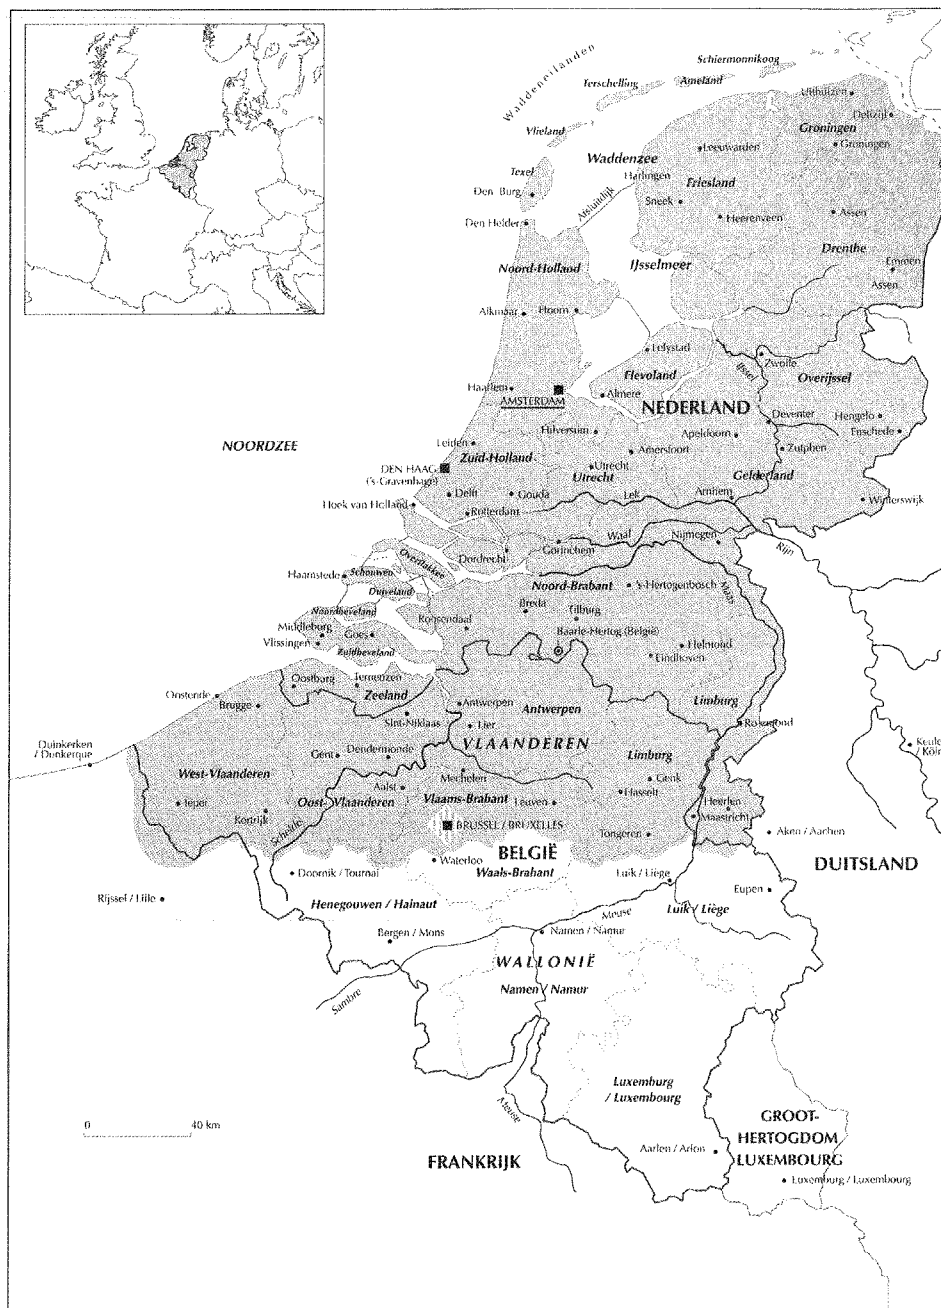 Waddeneilanden
Schiermonnikoog
Ameland
Terschelling
Vlieland
Texel
Uithuizen
Delfzijl
Groningen
Groningen
Leeuwarden
Waddenzee
Harlingen
Friesland
Den Burg
Afsluitdijk
Sneek
Heerenveen
Assen
Den Helder
Drenthe
Noord-Holland
IJsselmeer
Emmen
Assen
Alkmaar
Hoorn
Lelystad
Zwolle
IJssel
Flevoland
Overijssel
Haarlem
AMSTERDAM
Almere
NEDERLAND
Deventer
Hengelo
Enschede
NOORDZEE
Leiden
Hilversum
Apeldoorn
Amersfoort
Zutphen
Zuid-Holland
DEN HAAG
('s-Gravenhage)
Utrecht
Utrecht
Gelderland
Delft
Gouda
Lek
Arnhem
Winterswijk
Hoek van Holland
Rotterdam
Waal
Nijmegen
Rijn
Dordrecht
Gorinchem
Overflakkee
Haamstede
Schouwen
Duiveland
Noord-Brabant
's-Hertogenbosch
Maas
Noordbeveland
Breda
Tilburg
Roosendaal
Middelburg
Vlissingen
Goes
Zuidbeveland
Baarle-Hertog (België)
Helmond
Eindhoven
Oostburg
Terneuzen
Zeeland
Oostende
Brugge
Antwerpen
Antwerpen
Limburg
Sint-Niklaas
Lier
Roermond
Duinkerken
/ Dunkerque
VLAANDEREN
Keulen
/ Köln
Gent
Dendermonde
Limburg
West-Vlaanderen
Mechelen
Genk
Aalst
Hasselt
Ieper
Oost-Vlaanderen
Vlaams-Brabant
Leuven
Heerlen
Maastricht
Kortrijk
Schelde
BRUSSEL / BRUXELLES
Tongeren
Aken / Aachen
BELGIË
Waterloo
Waals-Brabant
DUITSLAND
Doornik / Tournai
Luik / Liège
Eupen
Rijssel / Lille
Henegouwen / Hainaut
Meuse
Luik / Liège
Bergen / Mons
Namen / Namur
WALLONIË
Sambre
Namen / Namur
Luxemburg
/ Luxembourg
Meuse
0 40 km
GROOT-
HERTOGDOM
LUXEMBOURG
FRANKRIJK
Aarlen / Arlon
Luxemburg / Luxembourg